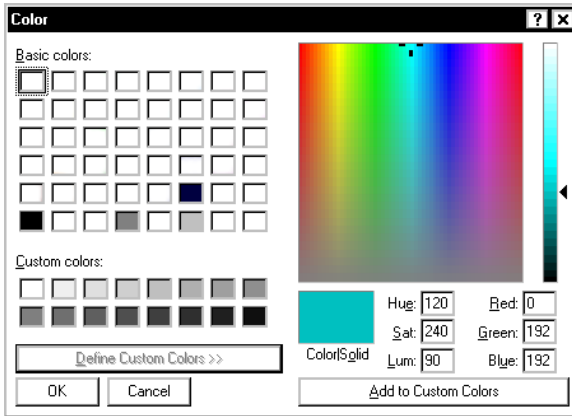 Color
? X
Basic colors:
Custom colors:
Define Custom Colors >>
OK Cancel
Color|Solid
Hue: 120 Red: 0
Sat: 240 Green: 192
Lum: 90 Blue: 192
Add to Custom Colors